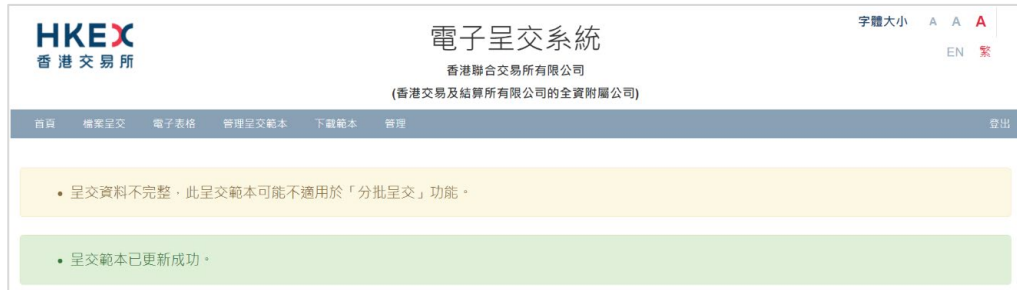 HKEX
香港交易所
電子呈交系統
香港聯合交易所有限公司
(香港交易及結算所有限公司的全資附屬公司)
字體大小 A A A
EN 繁
首頁 檔案呈交 電子表格 管理呈交範本 下載範本 管理 登出
• 呈交資料不完整，此呈交範本可能不適用於「分批呈交」功能。
• 呈交範本已更新成功。